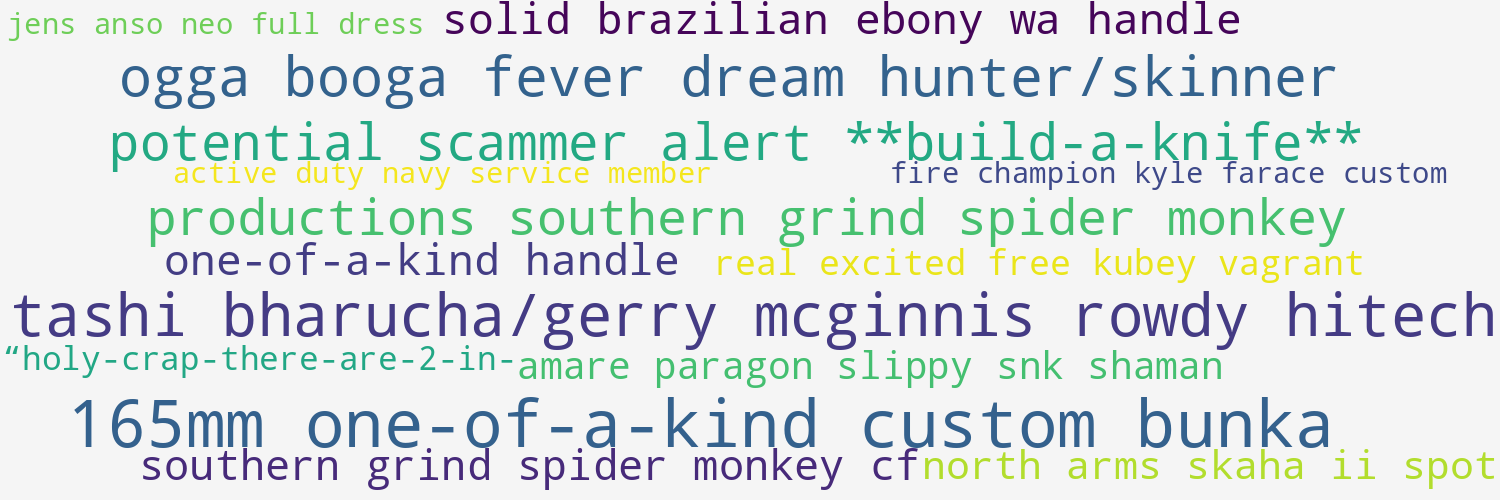 jens anso neo full dress
solid brazilian ebony wa handle
ogga booga fever dream hunter/skinner
potential scammer alert **build-a-knife**
active duty navy service member
fire champion kyle farace custom
productions southern grind spider monkey
one-of-a-kind handle
real excited free kubey vagrant
tashi bharucha/gerry mcginnis rowdy hitech
“holy-crap-there-are-2-in-
amare paragon slippy snk shaman
165mm one-of-a-kind custom bunka
southern grind spider monkey cf
north arms skaha ii spot